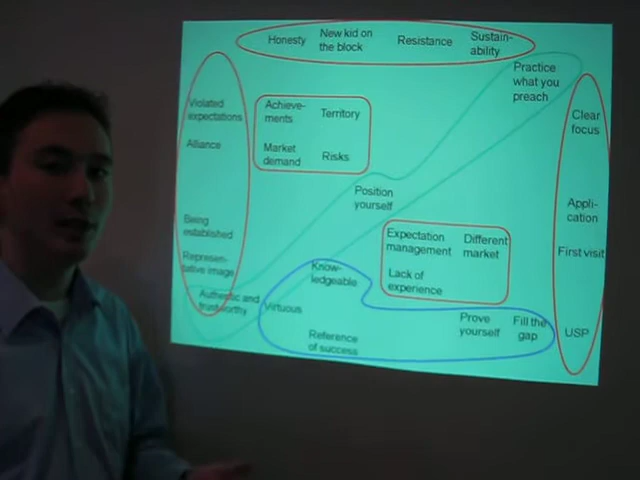 Honesty
New kid on
the block
Resistance
Sustain-
ability
Practice
what you
preach
Violated
expectations
Alliance
Being
established
Represen-
tative image
Authentic and
trustworthy
Achieve-
ments
Territory
Market
demand
Risks
Position
yourself
Expectation
management
Different
market
Lack of
experience
Know-
ledgeable
Virtuous
Reference
of success
Prove
yourself
Fill the
gap
Clear
focus
Appli-
cation
First visit
USP